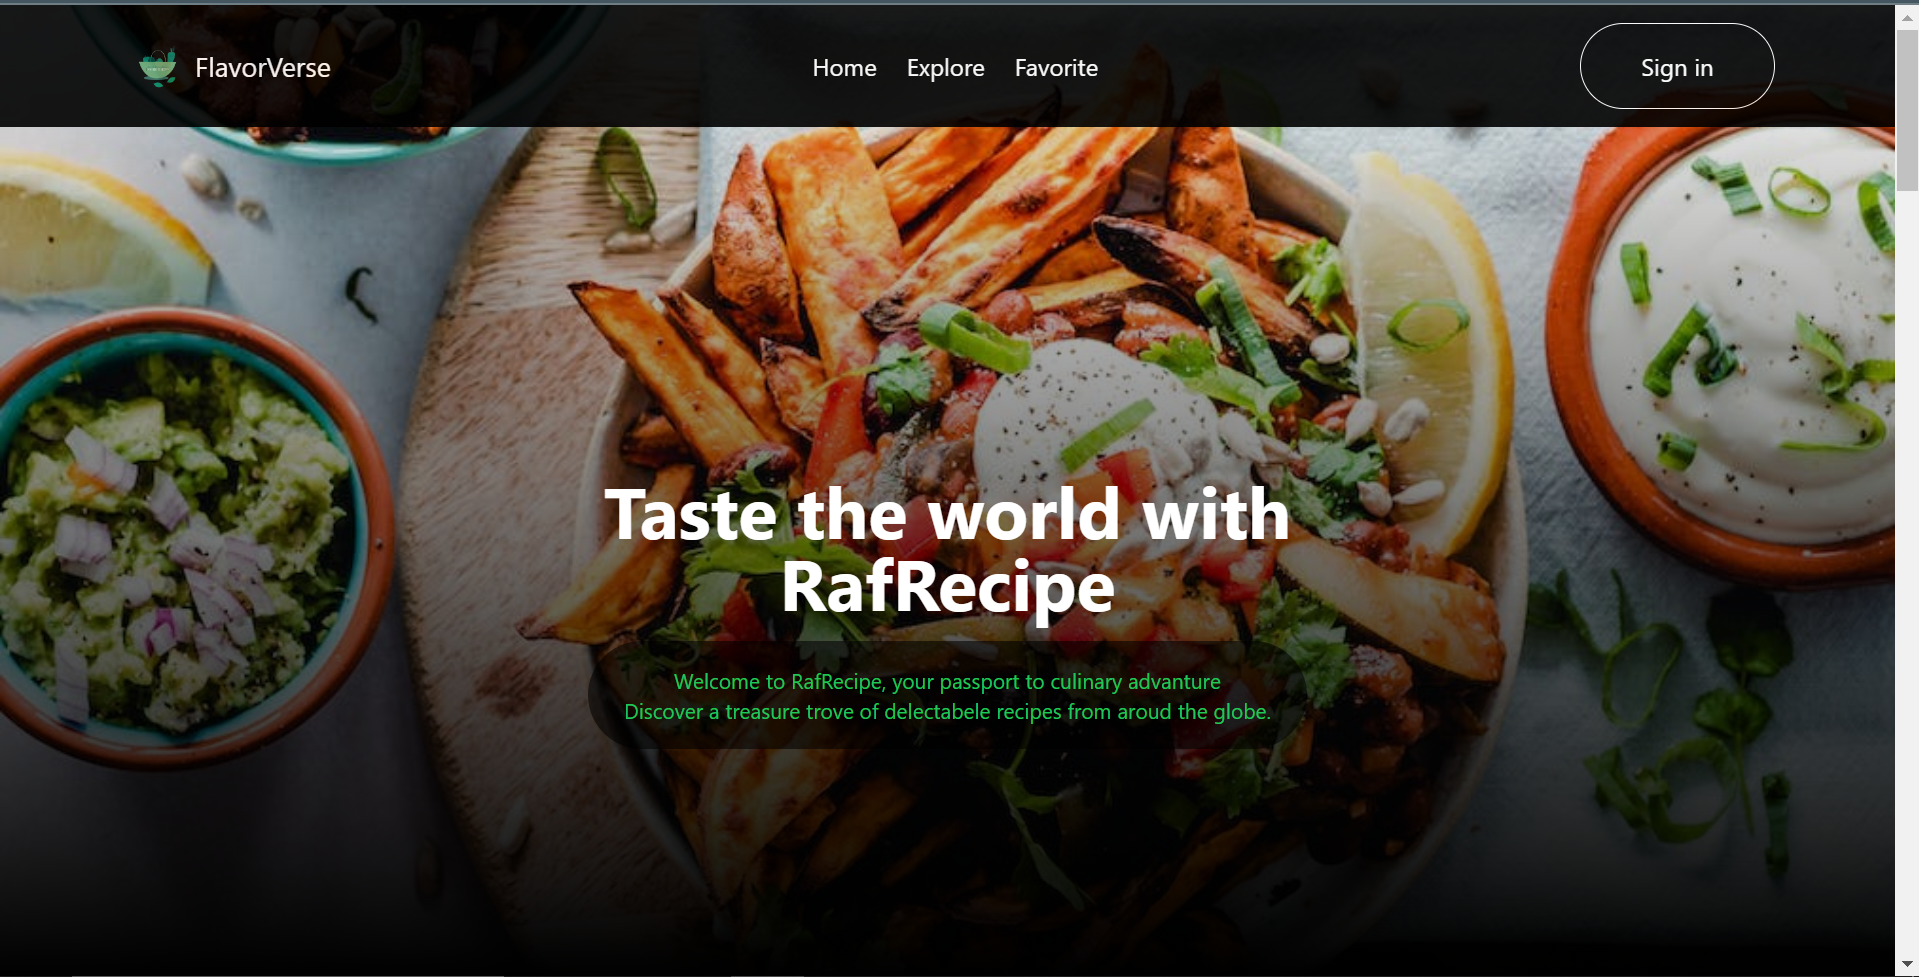 FlavorVerse
Home Explore Favorite
Sign in
Taste the world with
RafRecipe
Welcome to RafRecipe, your passport to culinary advanture
Discover a treasure trove of delectabele recipes from aroud the globe.